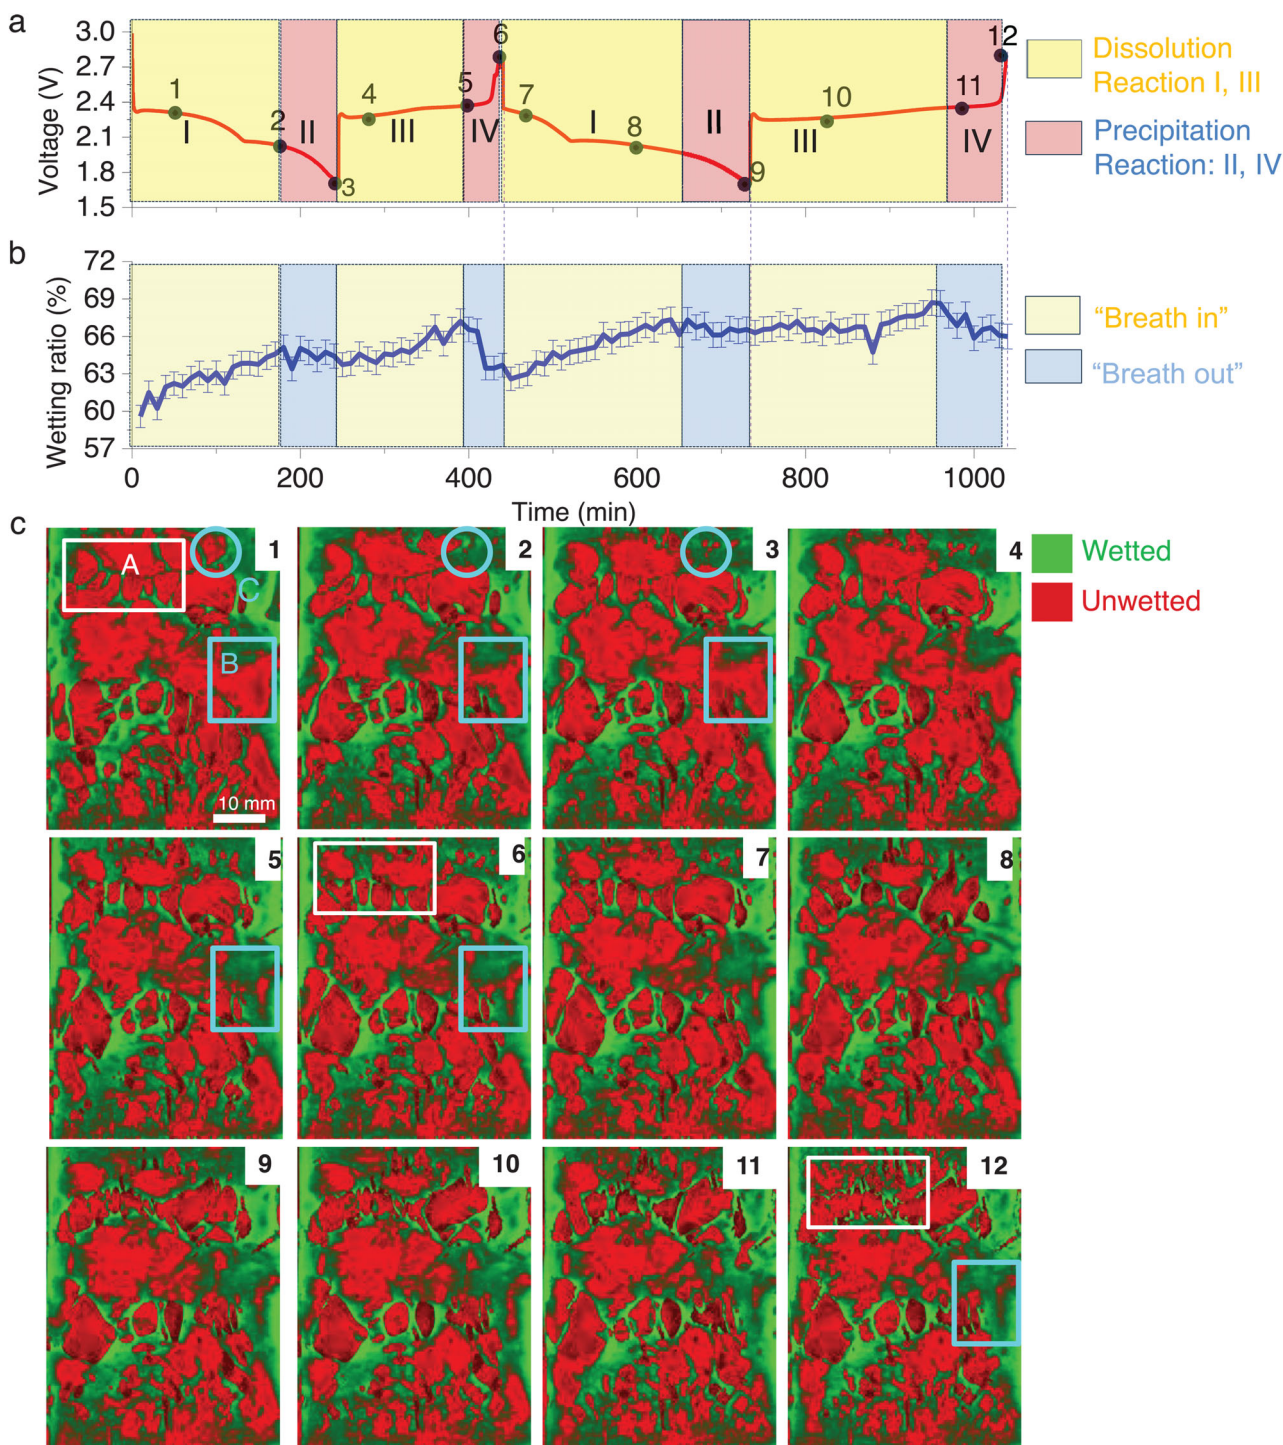 a
Voltage (V)
3.0
2.7
2.4
2.1
1.8
1.5
1
2
3
4
5
6
7
8
9
10
11
12
I
II
III
IV
I
II
III
IV
Dissolution
Reaction I, III
Precipitation
Reaction: II, IV
b
Wetting ratio (%)
72
69
66
63
60
57
0
200
400
600
800
1000
Time (min)
“Breath in”
“Breath out”
c
A
B
C
10 mm
1
2
3
4
Wetted
Unwetted
5
6
7
8
9
10
11
12